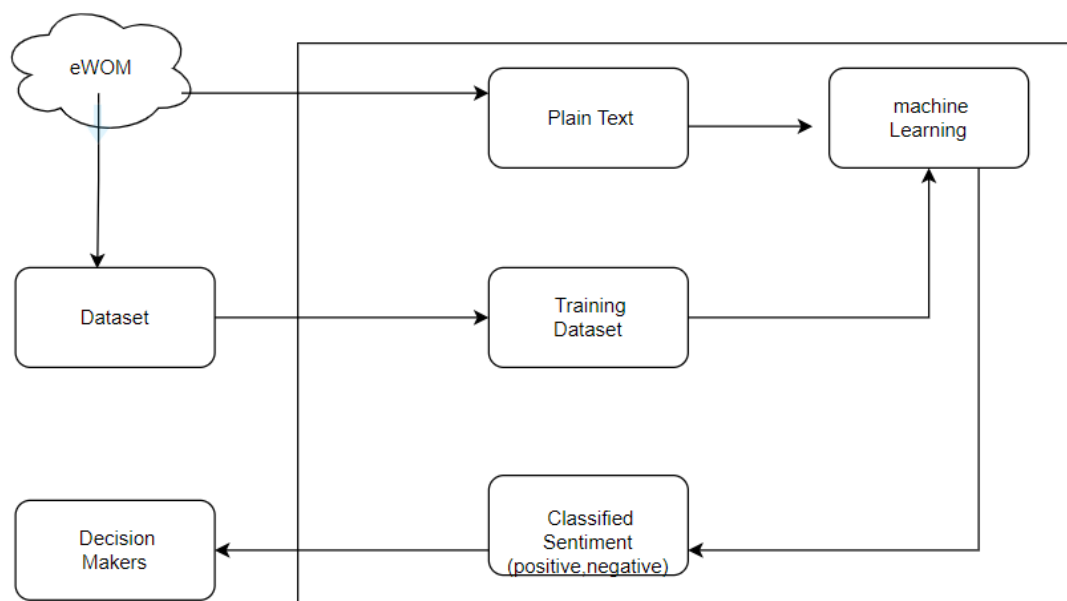 eWOM
Plain Text
machine
Learning
Dataset
Training
Dataset
Decision
Makers
Classified
Sentiment
(positive,negative)